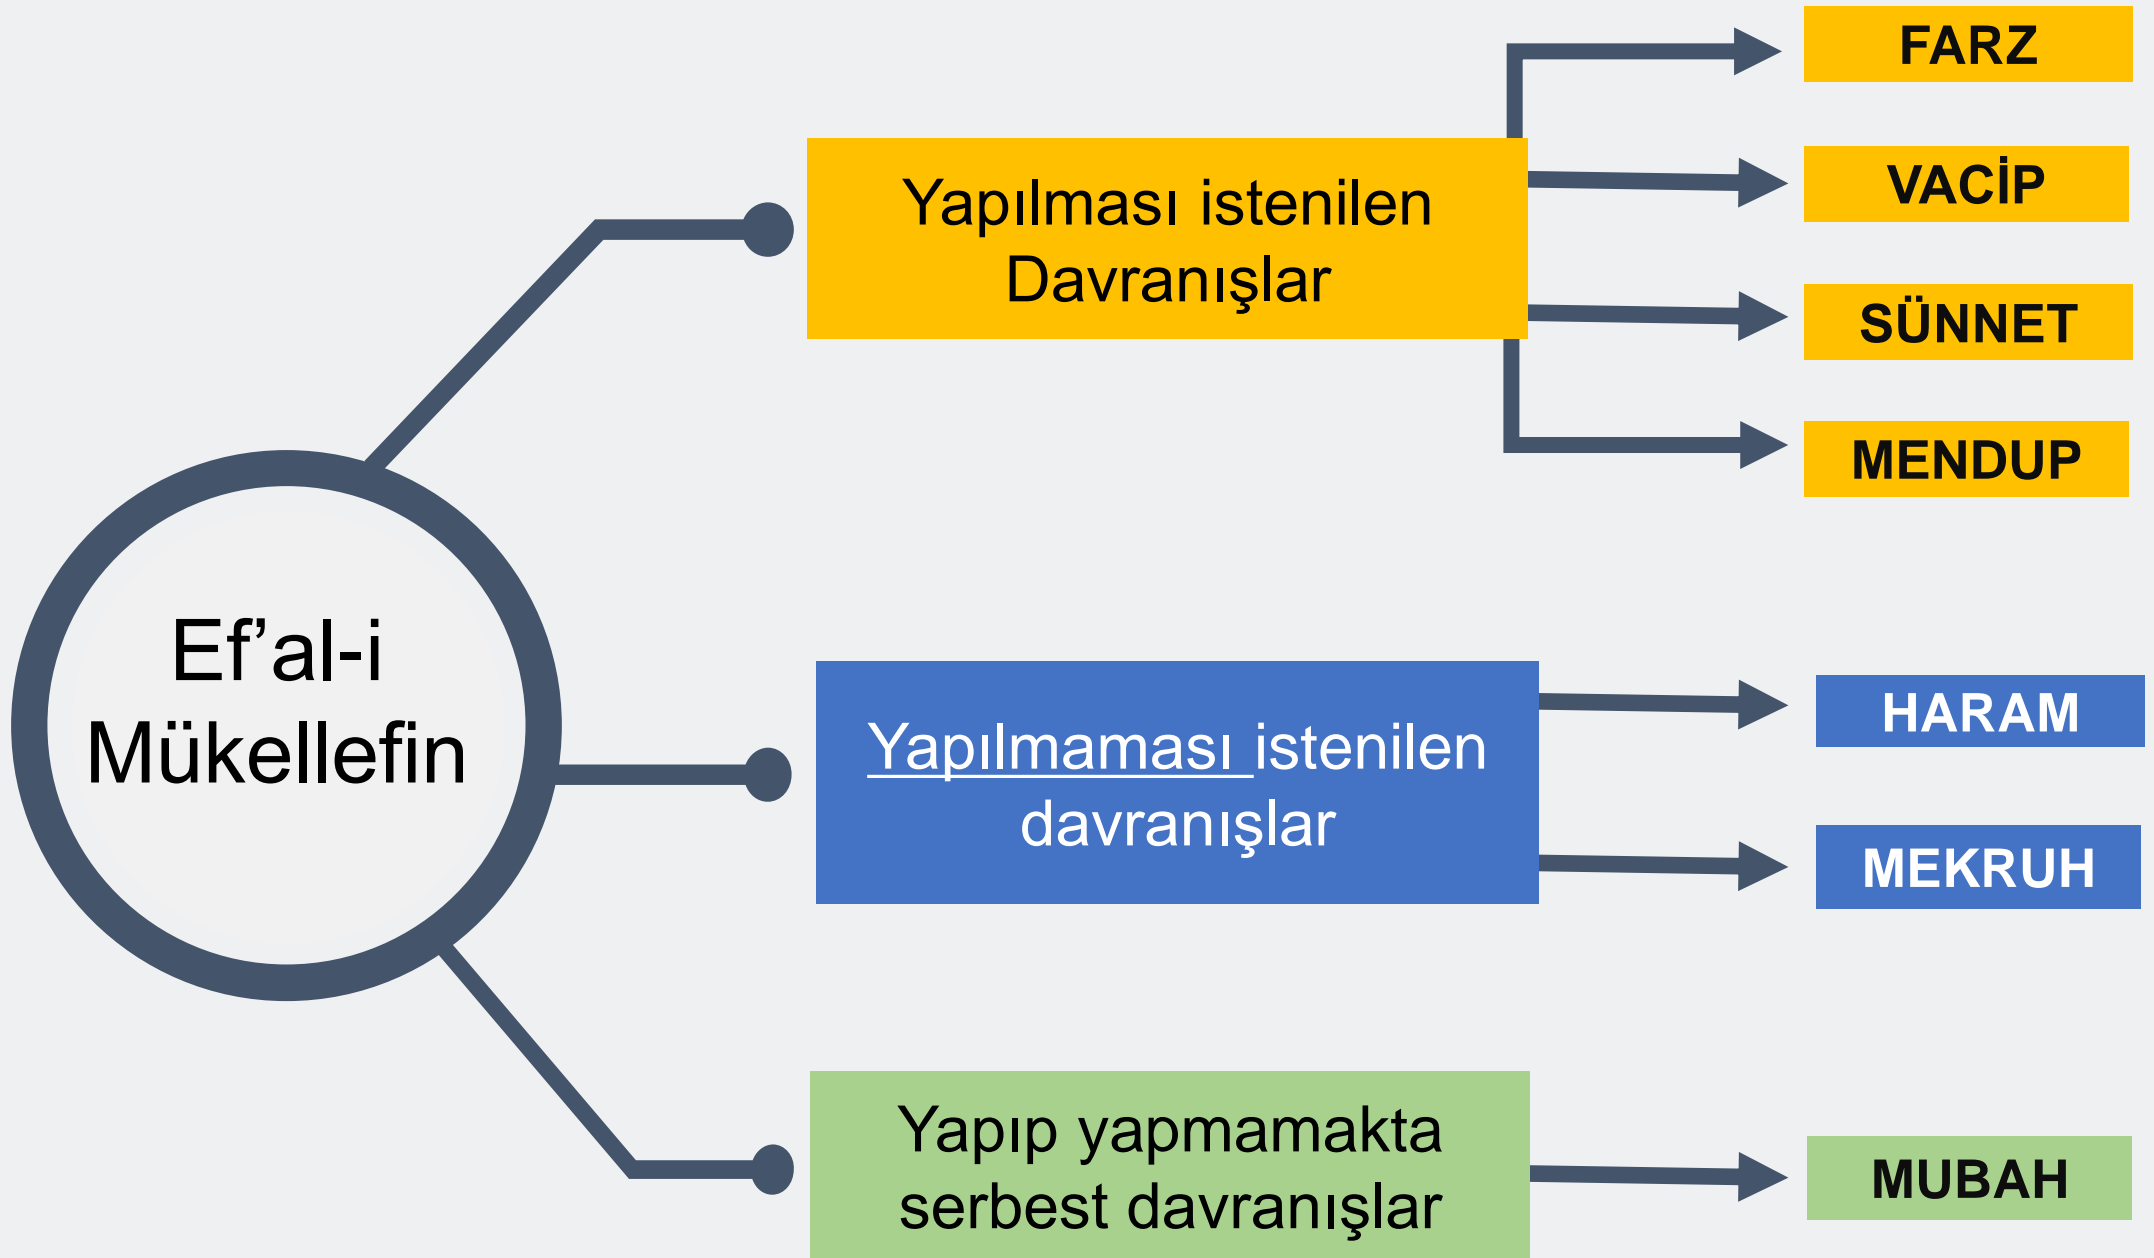 Ef’al-i
Mükellefin
Yapılması istenilen
Davranışlar
FARZ
VACİP
SÜNNET
MENDUP
Yapılmaması istenilen
davranışlar
HARAM
MEKRUH
Yapıp yapmamakta
serbest davranışlar
MUBAH